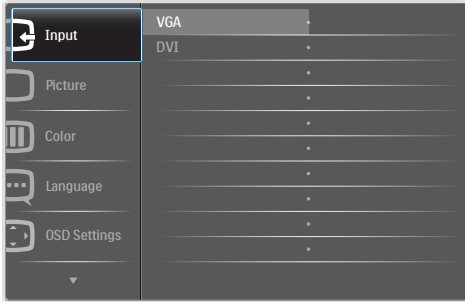 Input
VGA
DVI
Picture
Color
Language
OSD Settings